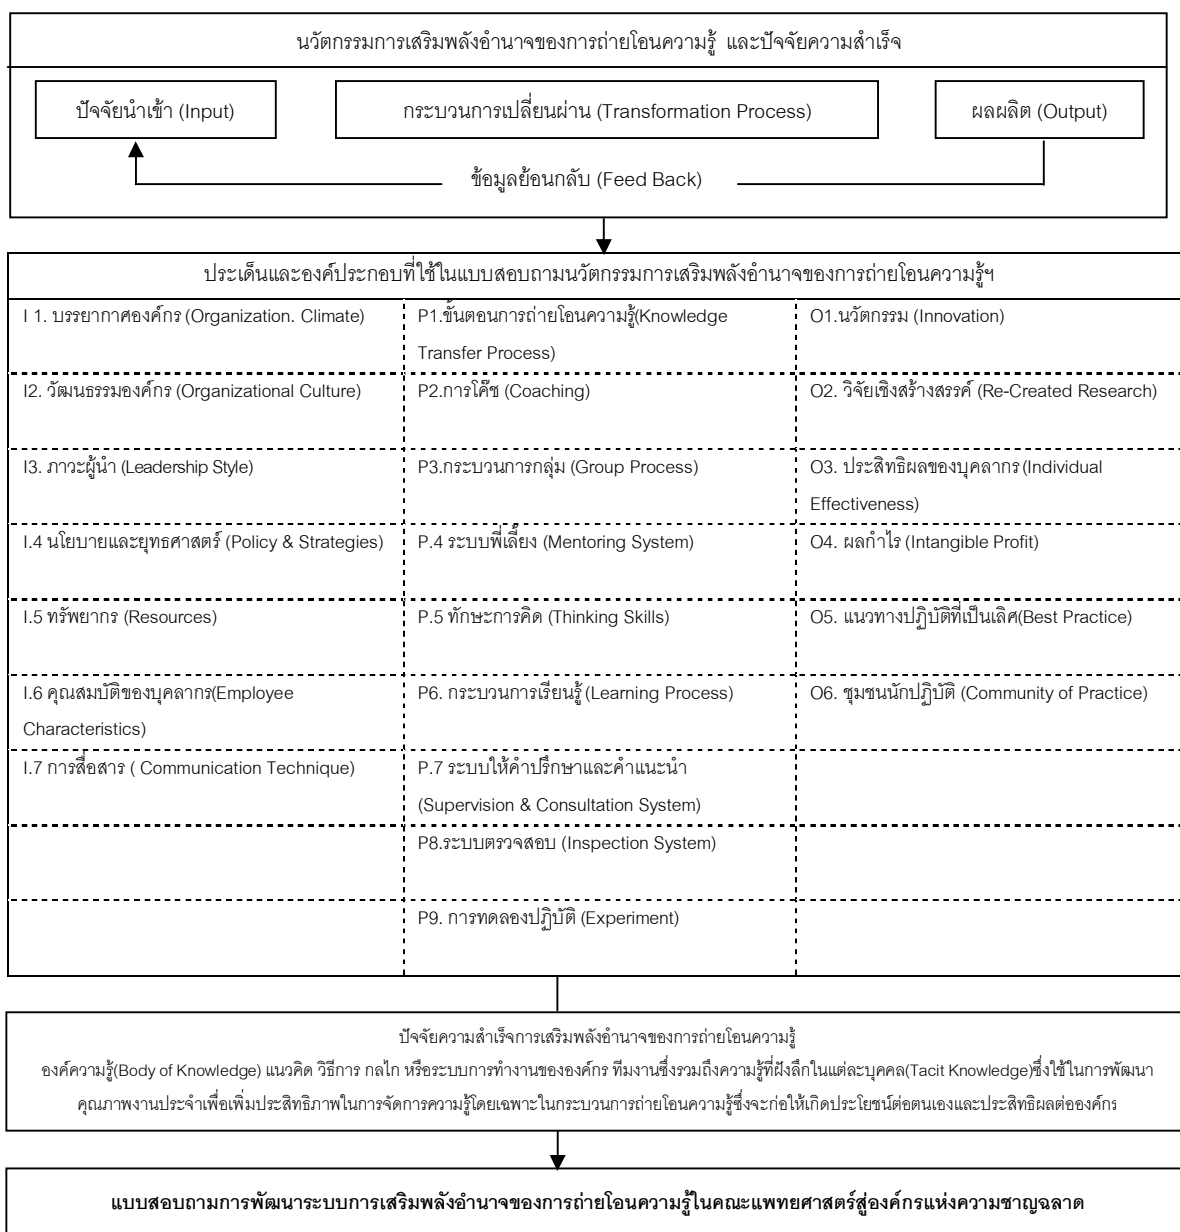 นวัตกรรมการเสริมพลังอำนาจของการถ่ายโอนความรู้ และปัจจัยความสำเร็จ
ปัจจัยนำเข้า (Input)
กระบวนการเปลี่ยนผ่าน (Transformation Process)
ผลผลิต (Output)
ข้อมูลย้อนกลับ (Feed Back)
ประเด็นและองค์ประกอบที่ใช้ในแบบสอบถามนวัตกรรมการเสริมพลังอำนาจของการถ่ายโอนความรู้ฯ
I 1. บรรยากาศองค์กร (Organization. Climate)
P1.ขั้นตอนการถ่ายโอนความรู้(Knowledge
Transfer Process)
O1.นวัตกรรม (Innovation)
I2. วัฒนธรรมองค์กร (Organizational Culture)
P2.การโค๊ช (Coaching)
O2. วิจัยเชิงสร้างสรรค์ (Re-Created Research)
I3. ภาวะผู้นำ (Leadership Style)
P3.กระบวนการกลุ่ม (Group Process)
O3. ประสิทธิผลของบุคลากร (Individual
Effectiveness)
I.4 นโยบายและยุทธศาสตร์ (Policy & Strategies)
P.4 ระบบพี่เลี้ยง (Mentoring System)
O4. ผลกำไร (Intangible Profit)
I.5 ทรัพยากร (Resources)
P.5 ทักษะการคิด (Thinking Skills)
O5. แนวทางปฏิบัติที่เป็นเลิศ(Best Practice)
I.6 คุณสมบัติของบุคลากร(Employee
Characteristics)
P6. กระบวนการเรียนรู้ (Learning Process)
O6. ชุมชนนักปฏิบัติ (Community of Practice)
I.7 การสื่อสาร ( Communication Technique)
P.7 ระบบให้คำปรึกษาและคำแนะนำ
(Supervision & Consultation System)
P8.ระบบตรวจสอบ (Inspection System)
P9. การทดลองปฏิบัติ (Experiment)
ปัจจัยความสำเร็จการเสริมพลังอำนาจของการถ่ายโอนความรู้
องค์ความรู้(Body of Knowledge) แนวคิด วิธีการ กลไก หรือระบบการทำงานขององค์กร ทีมงานซึ่งรวมถึงความรู้ที่ฝังลึกในแต่ละบุคคล(Tacit Knowledge)ซึ่งใช้ในการพัฒนา
คุณภาพงานประจำเพื่อเพิ่มประสิทธิภาพในการจัดการความรู้โดยเฉพาะในกระบวนการถ่ายโอนความรู้ซึ่งจะก่อให้เกิดประโยชน์ต่อตนเองและประสิทธิผลต่อองค์กร
แบบสอบถามการพัฒนาระบบการเสริมพลังอำนาจของการถ่ายโอนความรู้ในคณะแพทยศาสตร์สู่องค์กรแห่งความชาญฉลาด